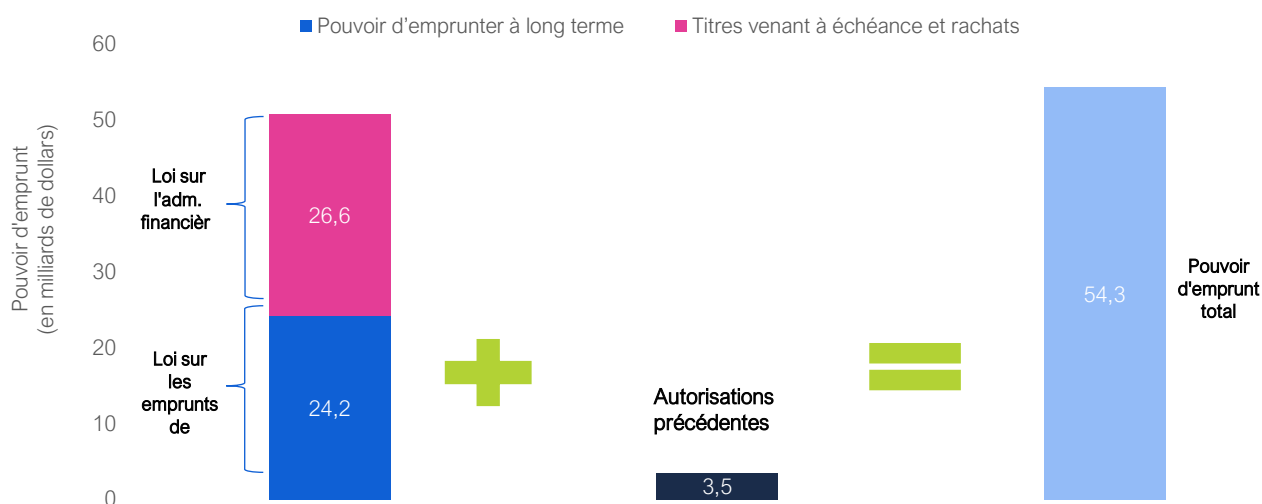 Pouvoir d’emprunter à long terme
Titres venant à échéance et rachats
Pouvoir d'emprunt
(en milliards de dollars)
60
50
40
30
20
10
0
Loi sur
l'adm.
financièr
Loi sur
les
emprunts
de
26,6
24,2
Autorisations
précédentes
3,5
54,3
Pouvoir
d'emprunt
total